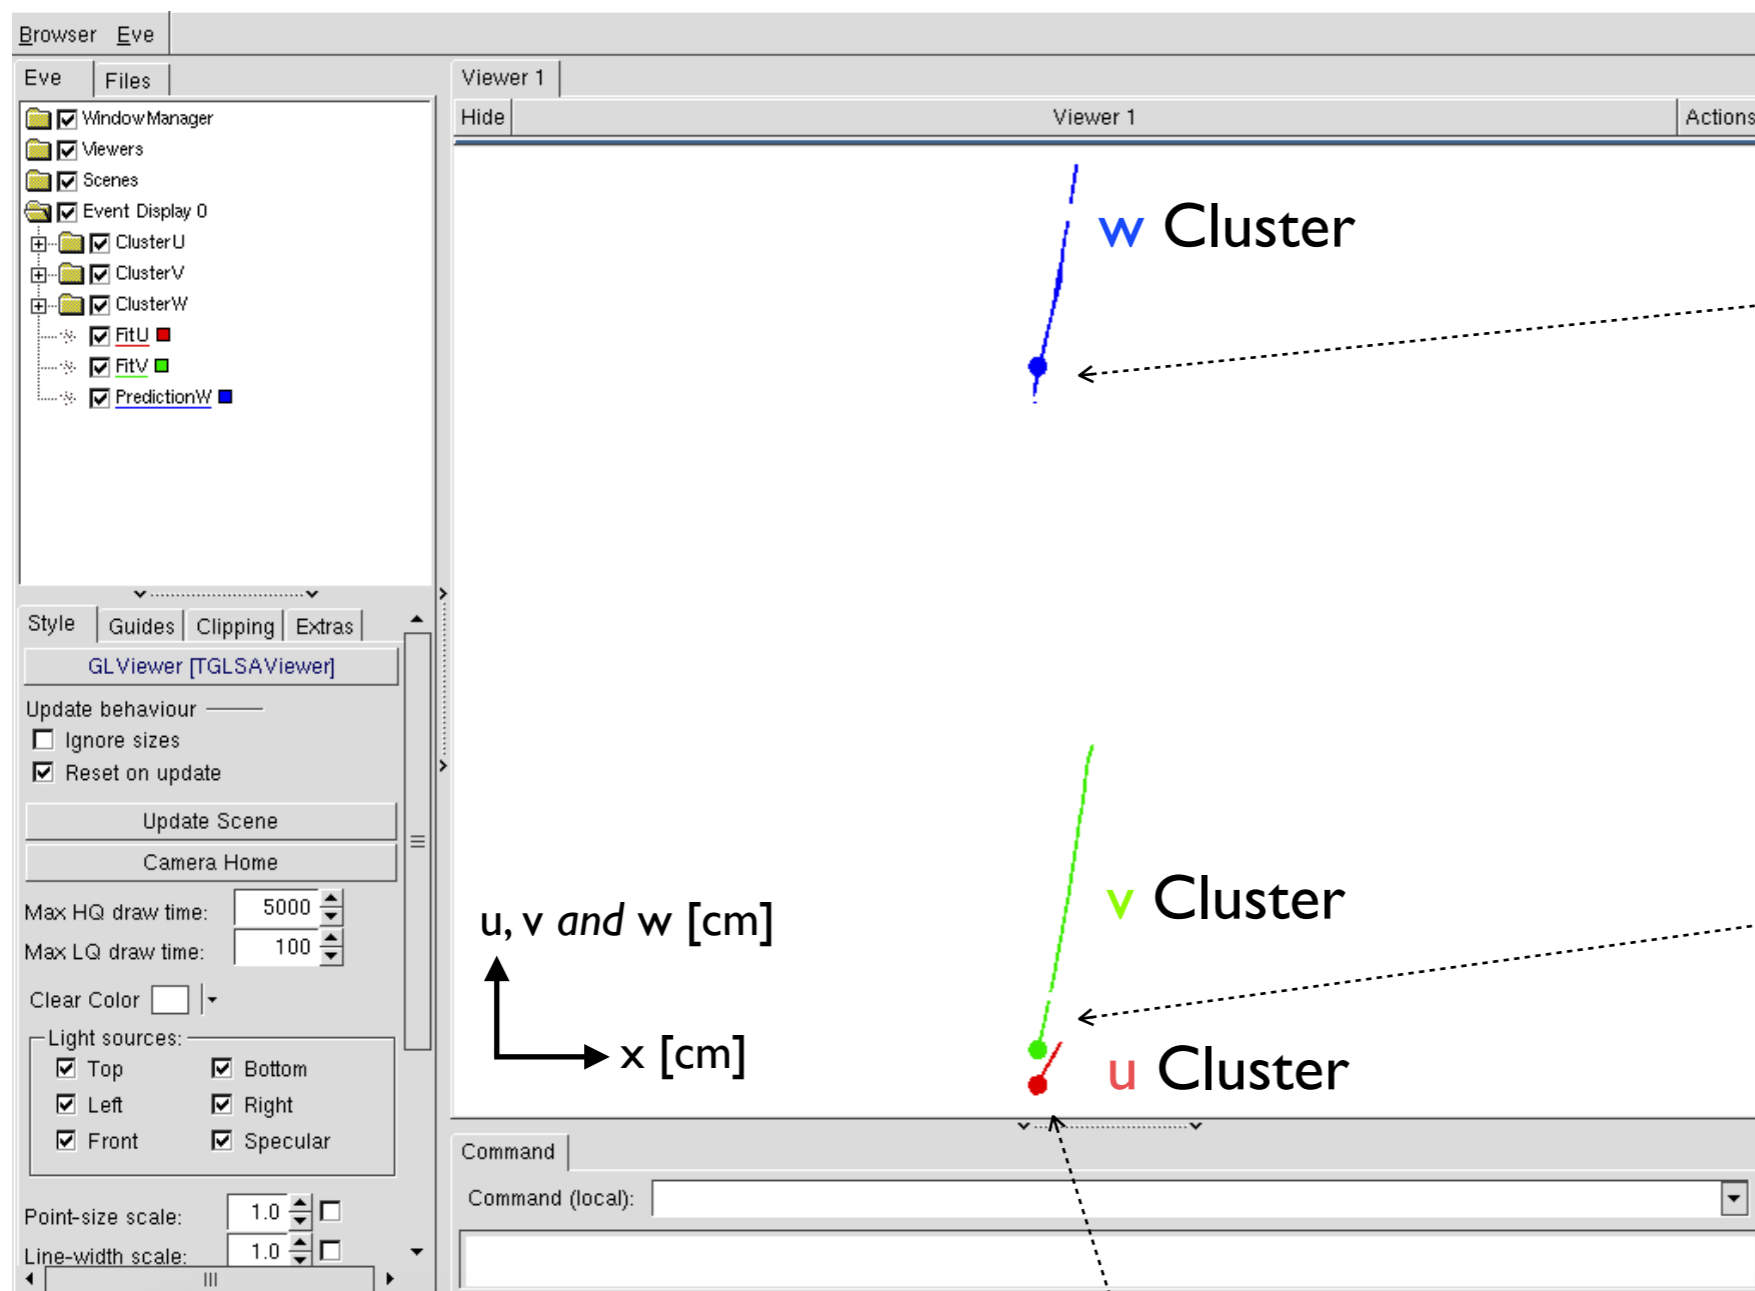 Browser Eve
Eve Files
Viewer 1
Hide Viewer 1 Actions
WindowManager
Viewers
Scenes
Event Display 0
ClusterU
ClusterV
ClusterW
FitU
FitV
PredictionW
w Cluster
Style Guides Clipping Extras
GLViewer [TGLSAViewer]
Update behaviour
Ignore sizes
Reset on update
Update Scene
Camera Home
Max HQ draw time: 5000
Max LQ draw time: 100
Clear Color
Light sources:
Top Bottom
Left Right
Front Specular
Point-size scale: 1.0
Line-width scale: 1.0
v Cluster
u, v and w [cm]
x [cm]
u Cluster
Command
Command (local):